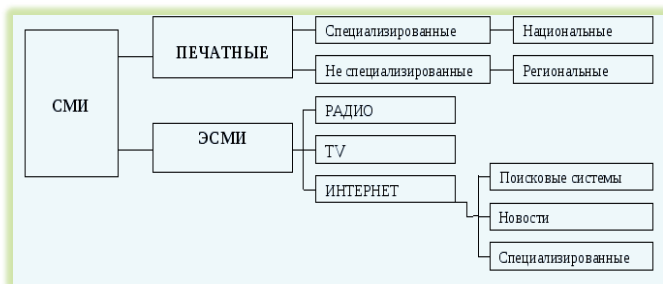 СМИ
ПЕЧАТНЫЕ
Специализированные
Национальные
Не специализированные
Региональные
ЭСМИ
РАДИО
TV
ИНТЕРНЕТ
Поисковые системы
Новости
Специализированные